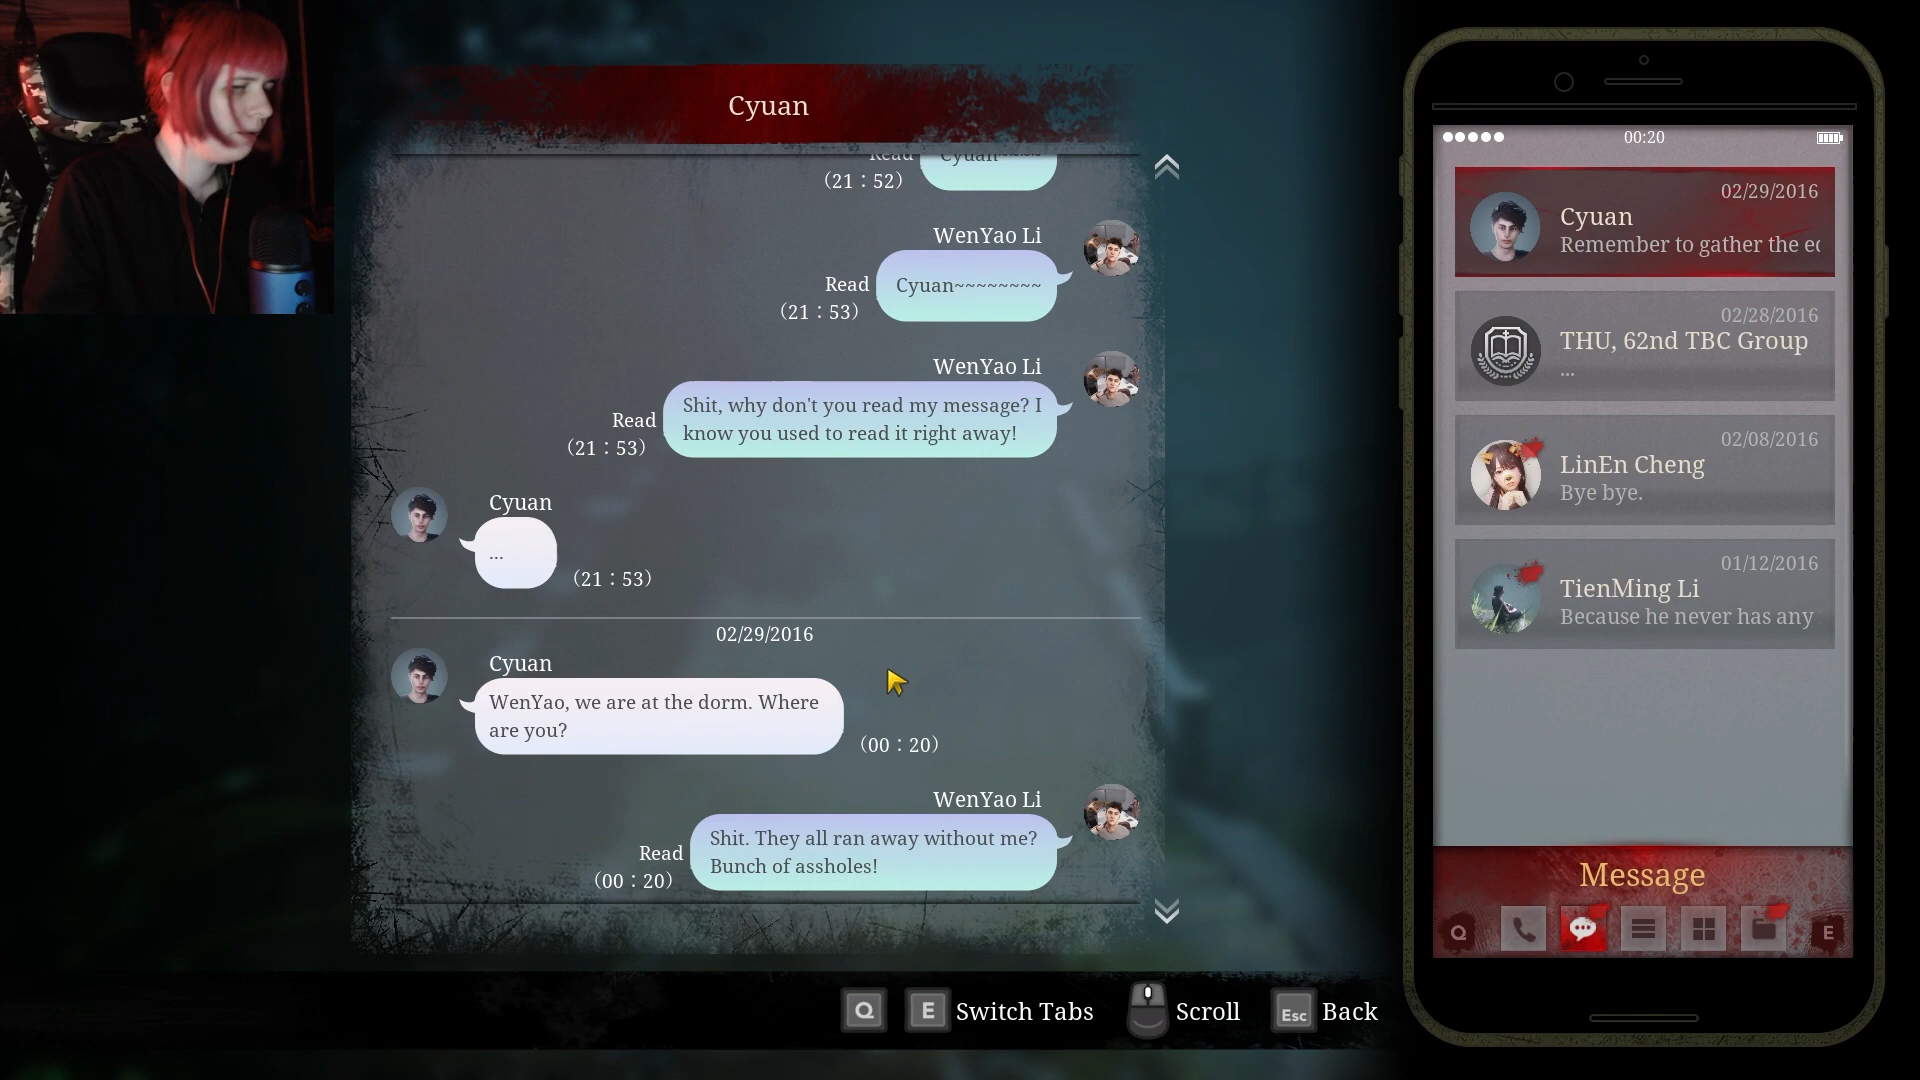 Cyuan
Read
Cyuan~~~~
(21：52)
WenYao Li
Read
Cyuan~~~~~~~~
(21：53)
WenYao Li
Shit, why don't you read my message? I
know you used to read it right away!
Read
(21：53)
Cyuan
...
(21：53)
02/29/2016
Cyuan
WenYao, we are at the dorm. Where
are you?
(00：20)
WenYao Li
Shit. They all ran away without me?
Bunch of assholes!
Read
(00：20)
Q
E
Switch Tabs
Scroll
Esc
Back
00:20
02/29/2016
Cyuan
Remember to gather the
02/28/2016
THU, 62nd TBC Group
...
02/08/2016
LinEn Cheng
Bye bye.
01/12/2016
TienMing Li
Because he never has any
Message
Q
E